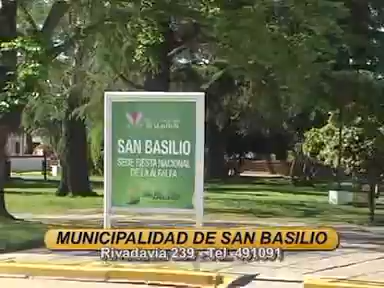 SAN BASILIO
SEDE FIESTA NACIONAL
DE LA ALFALFA
MUNICIPALIDAD DE SAN BASILIO
Rivadavia 239 - Tel. 491091